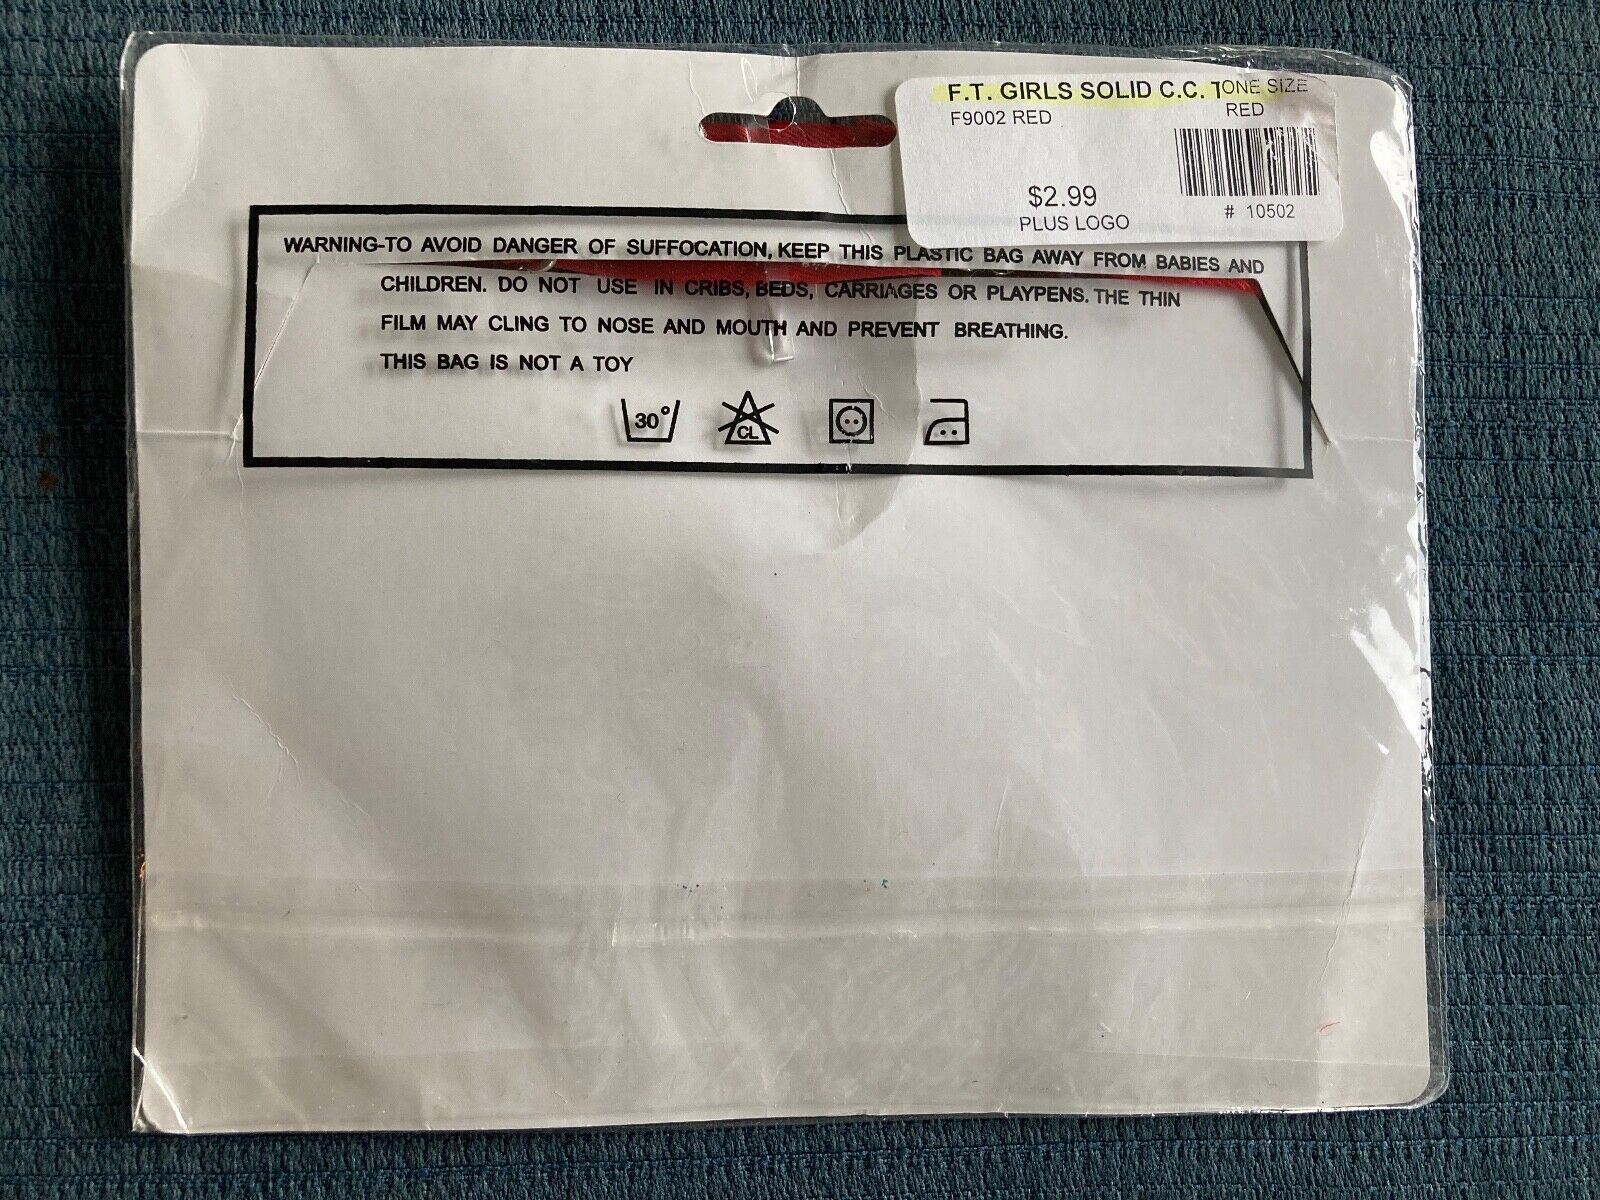 F.T. GIRLS SOLID C.C. ONE SIZE
F9002 RED RED
$2.99
PLUS LOGO
# 10502
WARNING-TO AVOID DANGER OF SUFFOCATION, KEEP THIS PLASTIC BAG AWAY FROM BABIES AND
CHILDREN. DO NOT USE IN CRIBS, BEDS, CARRIAGES OR PLAYPENS. THE THIN
FILM MAY CLING TO NOSE AND MOUTH AND PREVENT BREATHING.
THIS BAG IS NOT A TOY
30°
CL